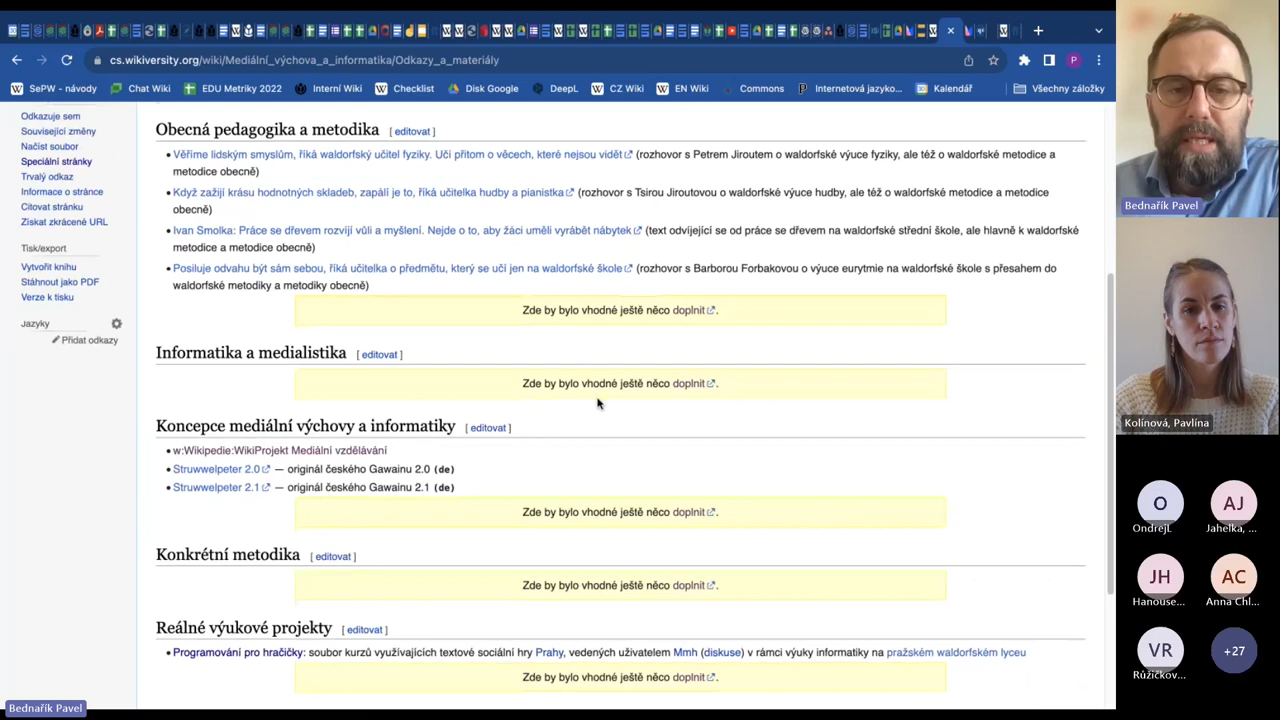 cs.wikiversity.org/wiki/Mediální_výchova_a_informatika/Odkazy_a_materiály
P
SePW - návody
Chat Wiki
EDU Metriky 2022
Interní Wiki
Checklist
Disk Google
DeepL
CZ Wiki
EN Wiki
Commons
Internetová jazyko...
Kalendář
Všechny záložky
Odkazuje sem
Související změny
Načíst soubor
Speciální stránky
Trvalý odkaz
Informace o stránce
Citovat stránku
Získat zkrácené URL
Tisk/export
Vytvořit knihu
Stáhnout jako PDF
Verze k tisku
Jazyky
Přidat odkazy
Obecná pedagogika a metodika [ editovat ]
• Věříme lidským smyslům, říká waldorfský učitel fyziky. Učí přitom o věcech, které nejsou vidět (rozhovor s Petrem Jiroutem o waldorfské výuce fyziky, ale též o waldorfské metodice a
metodice obecně)
• Když zažijí krásu hodnotných skladeb, zapálí je to, říká učitelka hudby a pianistka (rozhovor s Tsirou Jiroutovou o waldorfské výuce hudby, ale též o waldorfské metodice a metodice
obecně)
• Ivan Smolka: Práce se dřevem rozvíjí vůli a myšlení. Nejde o to, aby žáci uměli vyrábět nábytek (text odvíjející se od práce se dřevem na waldorfské střední škole, ale hlavně k waldorfské
metodice a metodice obecně)
• Posiluje odvahu být sám sebou, říká učitelka o předmětu, který se učí jen na waldorfské škole (rozhovor s Barborou Forbakovou o výuce eurytmie na waldorfské škole s přesahem do
waldorfské metodiky a metodiky obecně)
Zde by bylo vhodné ještě něco doplnit.
Informatika a medialistika [ editovat ]
Zde by bylo vhodné ještě něco doplnit.
Koncepce mediální výchovy a informatiky [ editovat ]
• w:Wikipedie:WikiProjekt Mediální vzdělávání
• Struwwelpeter 2.0 — originál českého Gawainu 2.0 (de)
• Struwwelpeter 2.1 — originál českého Gawainu 2.1 (de)
Zde by bylo vhodné ještě něco doplnit.
Konkrétní metodika [ editovat ]
Zde by bylo vhodné ještě něco doplnit.
Reálné výukové projekty [ editovat ]
• Programování pro hračičky: soubor kurzů využívajících textové sociální hry Prahy, vedených uživatelem Mmh (diskuse) v rámci výuky informatiky na pražském waldorfském lyceu
Zde by bylo vhodné ještě něco doplnit.
Bednařík Pavel
Bednařík Pavel
Kolínová, Pavlína
O
OndrejL
AJ
Jahelka, ...
JH
Hanouse...
AC
Anna Chl...
VR
Růžičkov...
+27